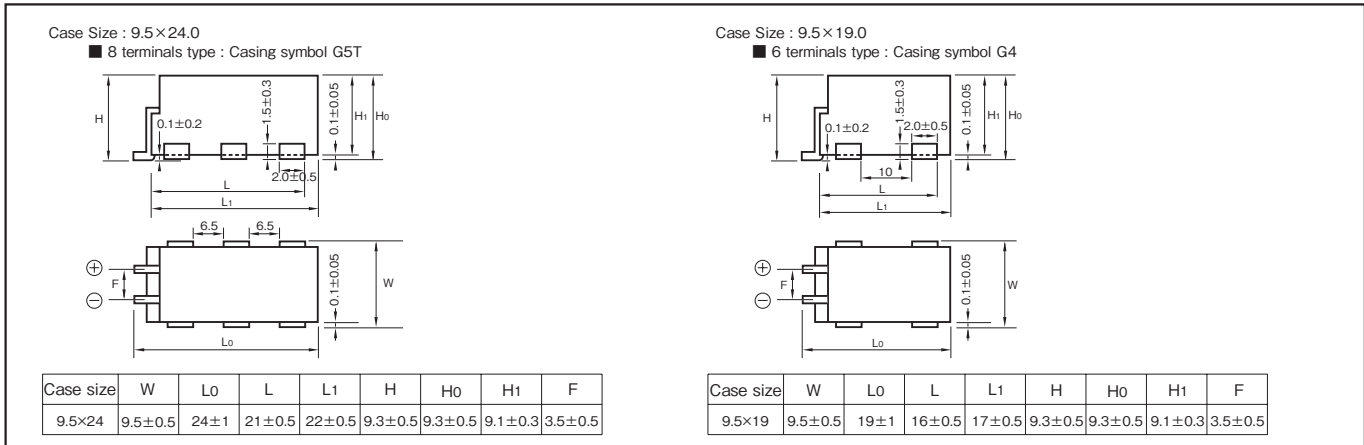 Case Size : 9.5×24.0
■ 8 terminals type : Casing symbol G5T
H
0.1±0.2
1.5±0.3
0.1±0.05
H1
H0
2.0±0.5
L
L1
6.5
6.5
F
0.1±0.05
W
⊕
⊖
L0
Case size W L0 L L1 H H0 H1 F
9.5×24 9.5±0.5 24±1 21±0.5 22±0.5 9.3±0.5 9.3±0.5 9.1±0.3 3.5±0.5
Case Size : 9.5×19.0
■ 6 terminals type : Casing symbol G4
H
0.1±0.2
1.5±0.3
2.0±0.5
0.1±0.05
H1
H0
10
L
L1
F
0.1±0.05
W
⊕
⊖
L0
Case size W L0 L L1 H H0 H1 F
9.5×19 9.5±0.5 19±1 16±0.5 17±0.5 9.3±0.5 9.3±0.5 9.1±0.3 3.5±0.5